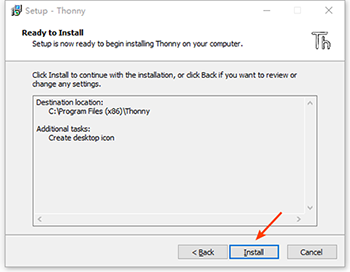 Setup - Thonny
Ready to Install
Setup is now ready to begin installing Thonny on your computer.
Th
Click Install to continue with the installation, or click Back if you want to review or
change any settings.
Destination location:
C:\Program Files (x86)\Thonny
Additional tasks:
Create desktop icon
< Back
Install
Cancel